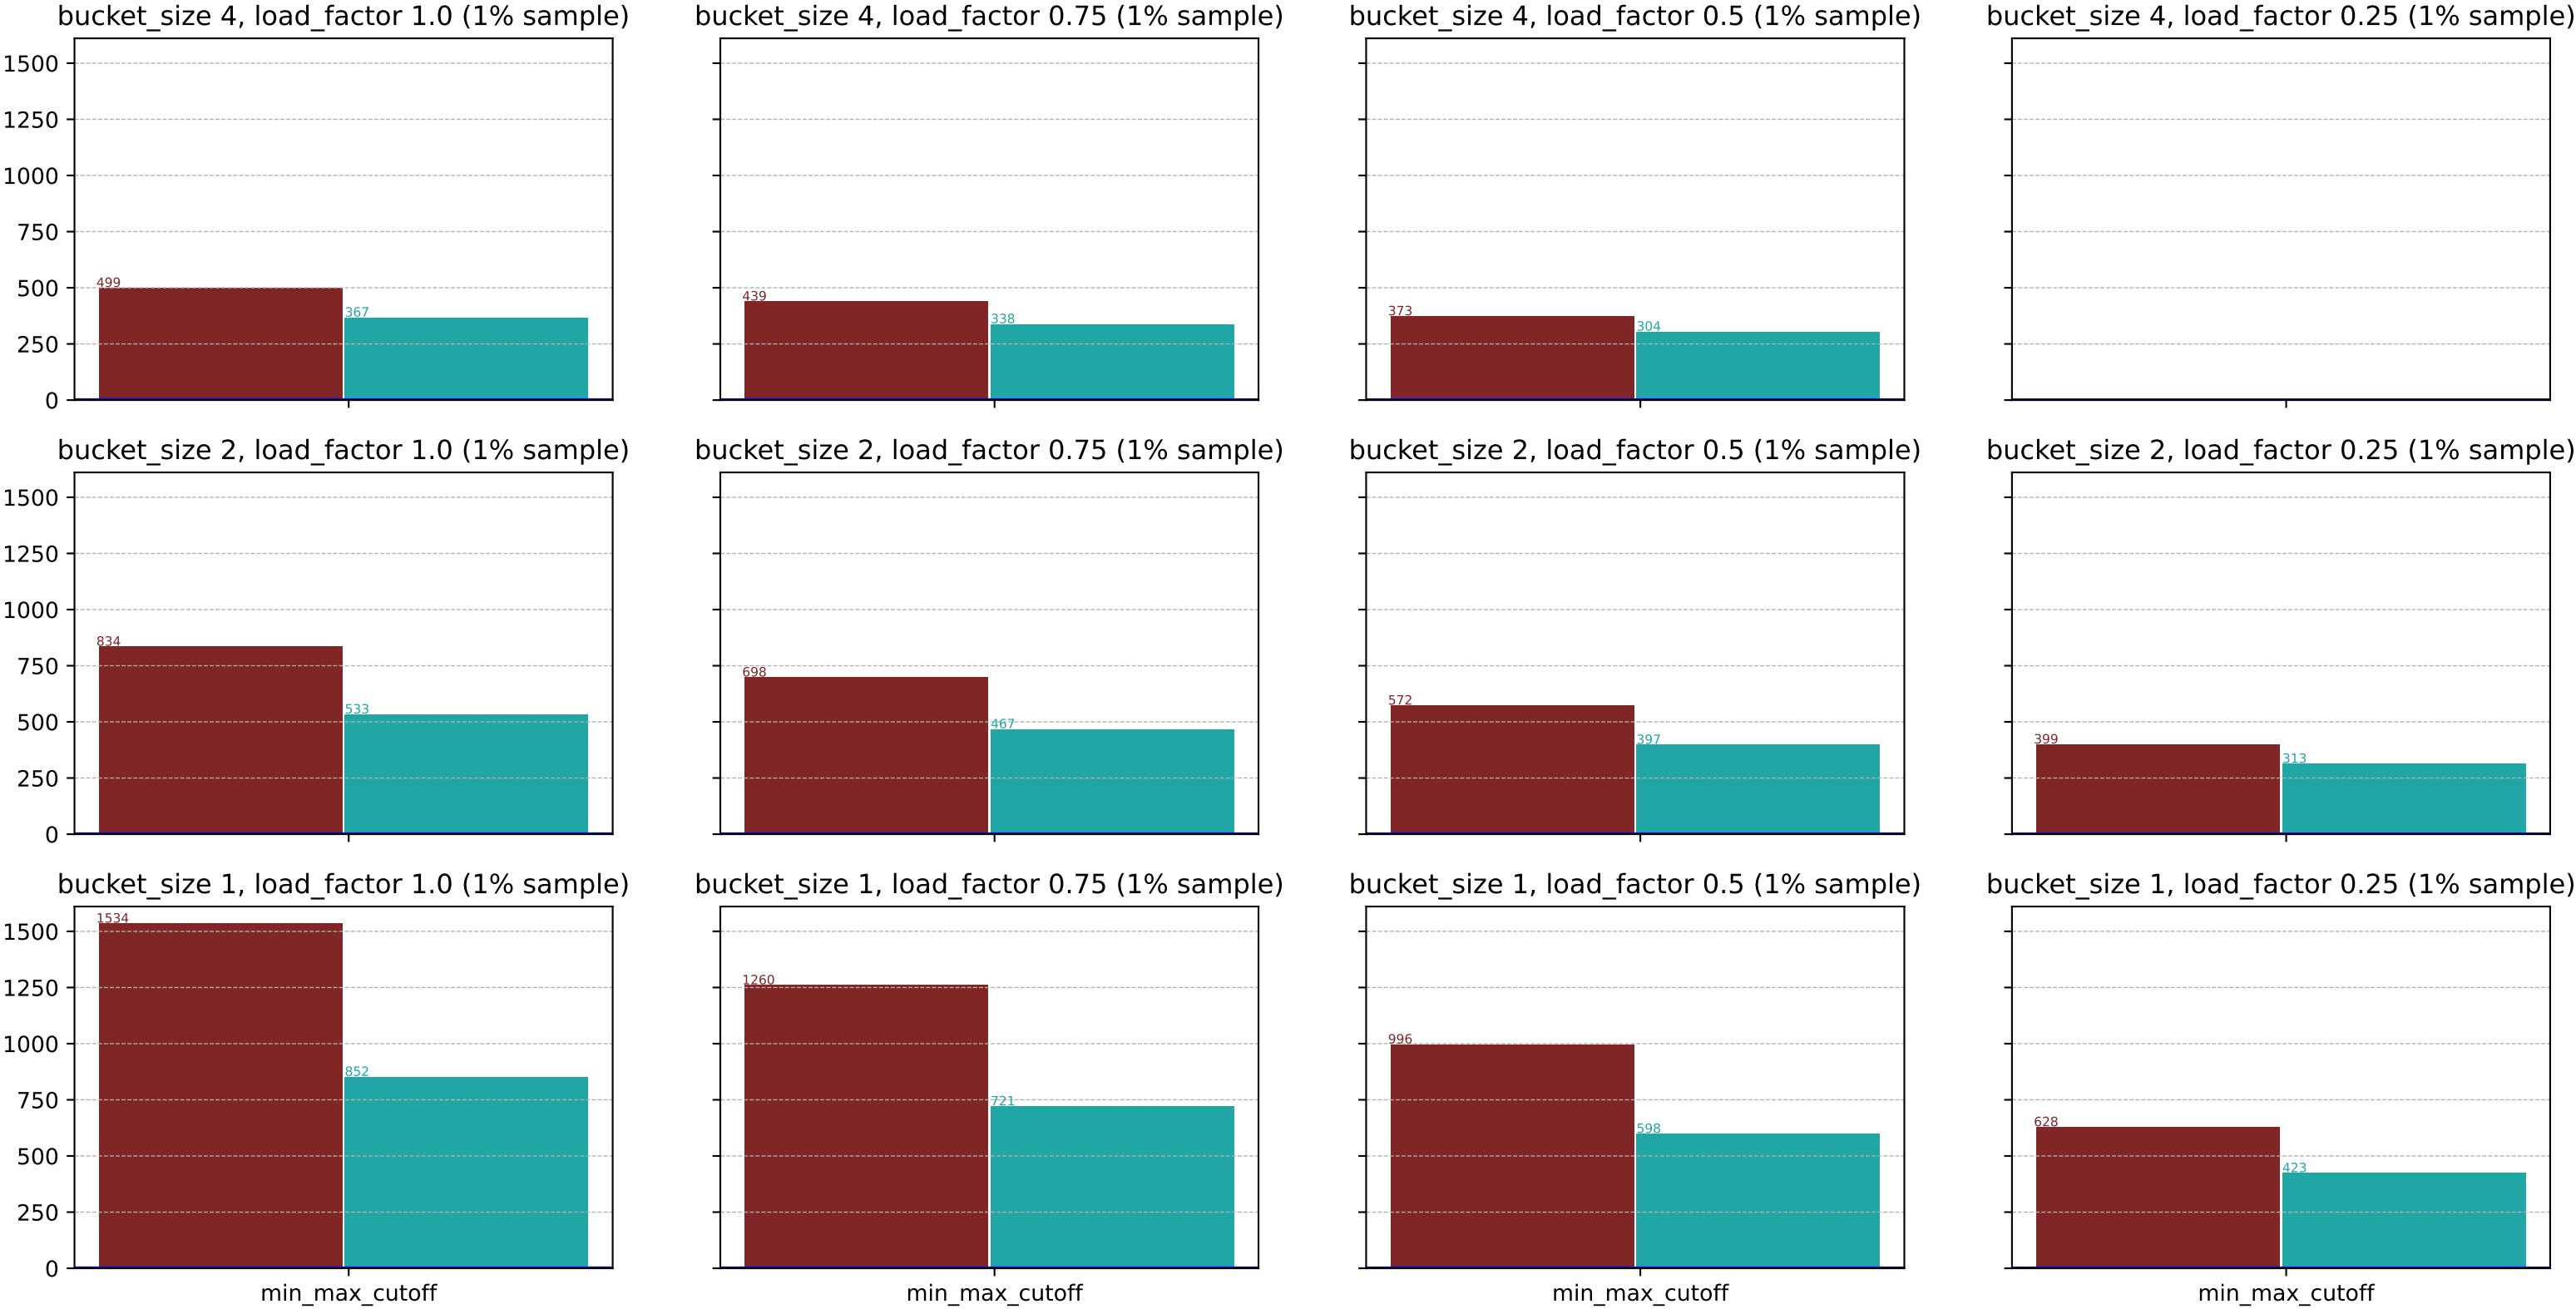 bucket_size 4, load_factor 1.0 (1% sample)
bucket_size 4, load_factor 0.75 (1% sample)
bucket_size 4, load_factor 0.5 (1% sample)
bucket_size 4, load_factor 0.25 (1% sample)
1500
1250
1000
750
500
250
0
499
367
439
338
373
304
bucket_size 2, load_factor 1.0 (1% sample)
bucket_size 2, load_factor 0.75 (1% sample)
bucket_size 2, load_factor 0.5 (1% sample)
bucket_size 2, load_factor 0.25 (1% sample)
1500
1250
1000
750
500
250
0
834
533
698
467
572
397
399
313
bucket_size 1, load_factor 1.0 (1% sample)
bucket_size 1, load_factor 0.75 (1% sample)
bucket_size 1, load_factor 0.5 (1% sample)
bucket_size 1, load_factor 0.25 (1% sample)
1500
1250
1000
750
500
250
0
1534
852
1260
721
996
598
628
423
min_max_cutoff
min_max_cutoff
min_max_cutoff
min_max_cutoff